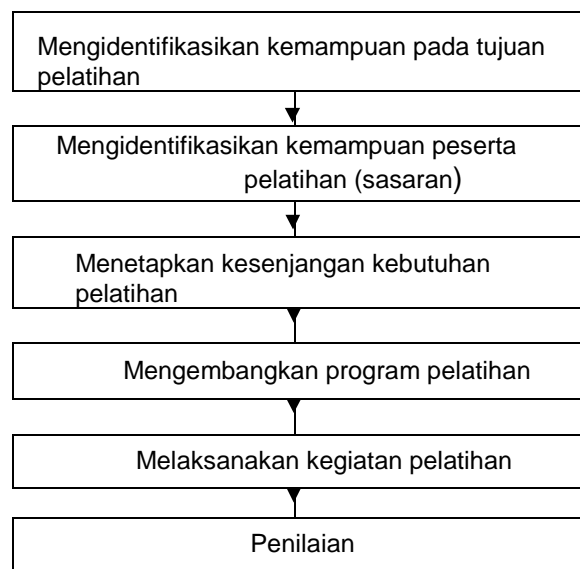 Mengidentifikasikan kemampuan pada tujuan
pelatihan
Mengidentifikasikan kemampuan peserta
pelatihan (sasaran)
Menetapkan kesenjangan kebutuhan
pelatihan
Mengembangkan program pelatihan
Melaksanakan kegiatan pelatihan
Penilaian